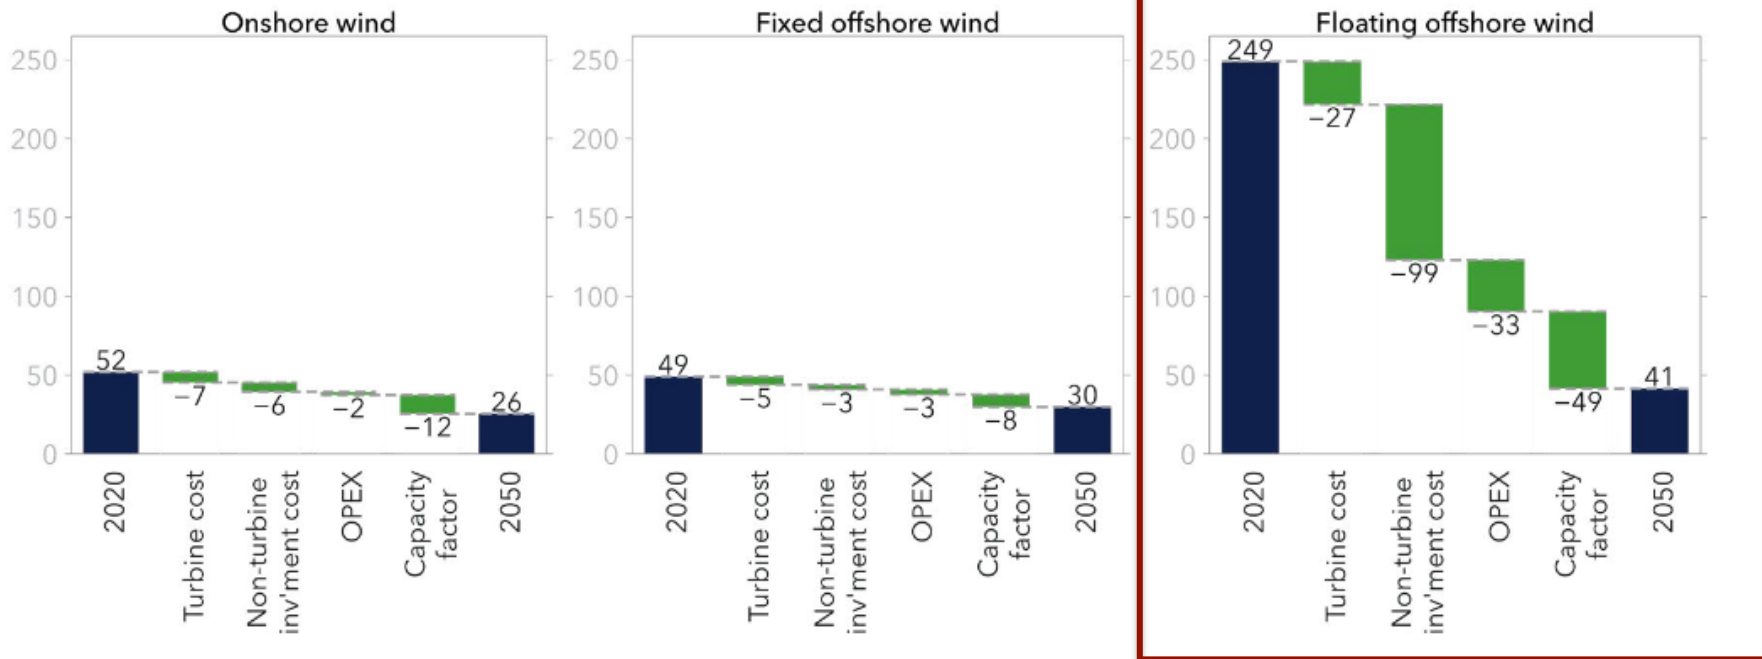 Onshore wind
250
200
150
100
50
0
52
−7
−6
−2
−12
26
2020
Turbine cost
Non-turbine
inv'ment cost
OPEX
Capacity
factor
2050
Fixed offshore wind
250
200
150
100
50
0
49
−5
−3
−3
−8
30
2020
Turbine cost
Non-turbine
inv'ment cost
OPEX
Capacity
factor
2050
Floating offshore wind
250
200
150
100
50
0
249
−27
−99
−33
−49
41
2020
Turbine cost
Non-turbine
inv'ment cost
OPEX
Capacity
factor
2050